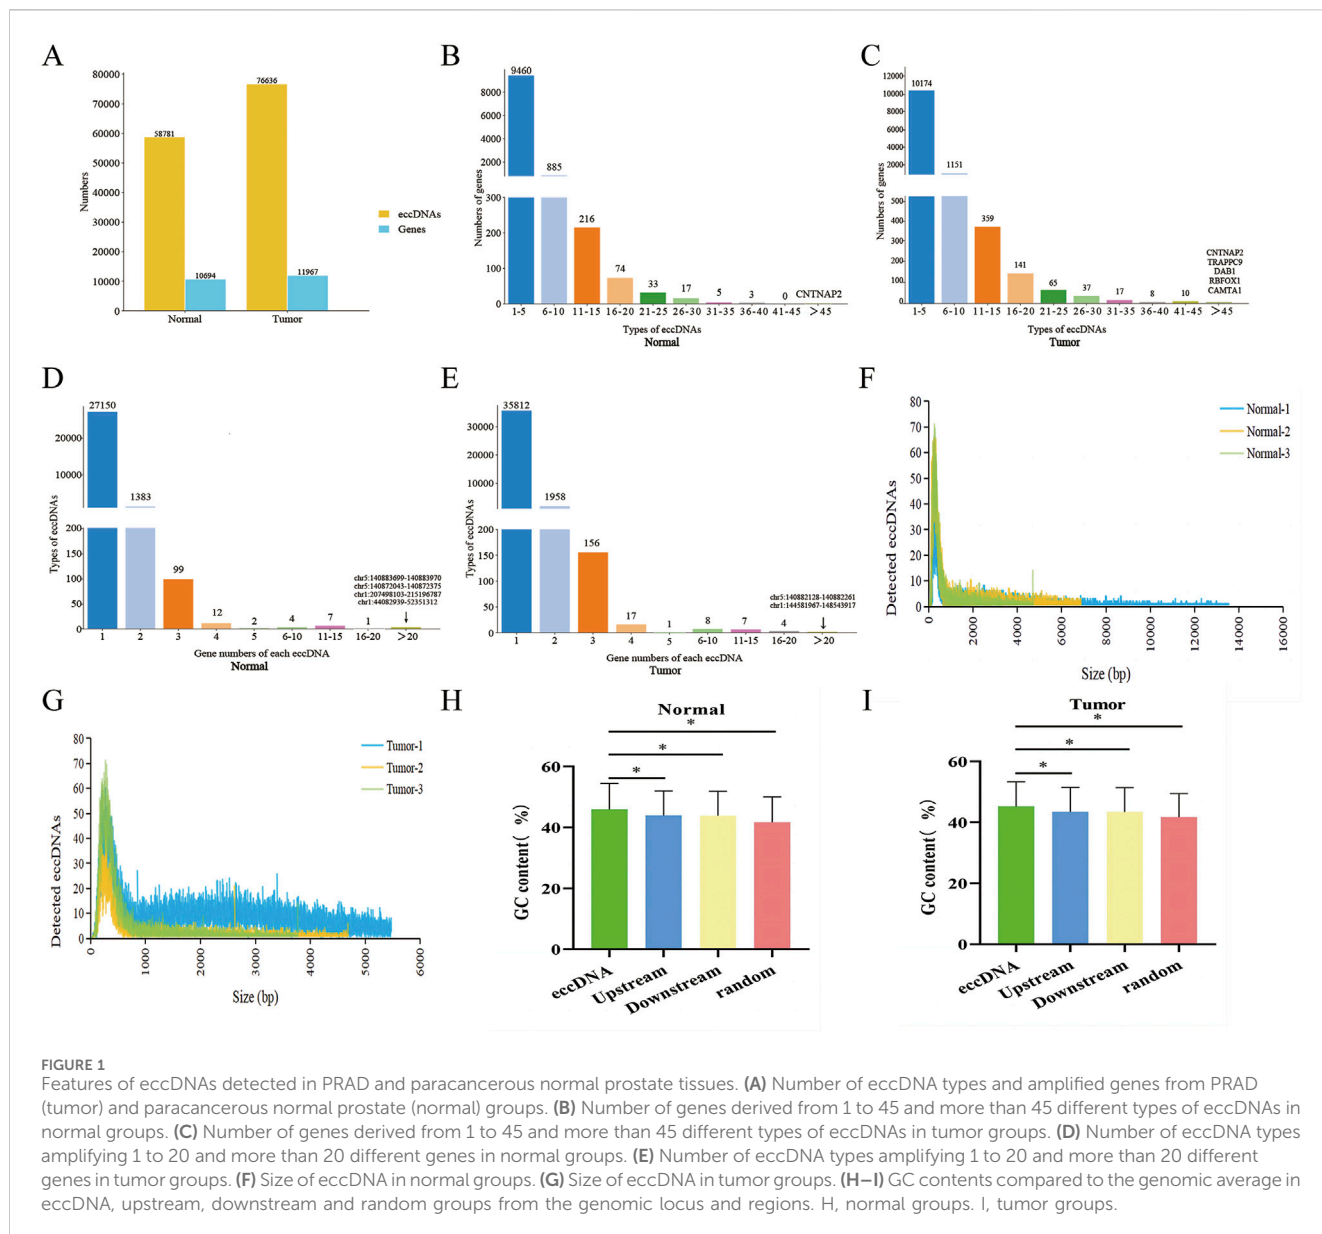 A
80000
70000
60000
50000
40000
30000
20000
10000
0
Numbers
58781
10694
76636
11967
Normal
Tumor
eccDNAs
Genes
B
9460
8000
6000
4000
2000
300
200
100
0
Numbers of genes
885
216
74
33
17
5
3
0
CNTNAP2
1-5 6-10 11-15 16-20 21-25 26-30 31-35 36-40 41-45 >45
Types of eccDNAs
Normal
C
12000
10000
8000
6000
4000
2000
500
400
300
200
100
0
Numbers of genes
10174
1151
359
141
65
37
17
8
10
CNTNAP2
TRAPPC9
DAB1
RBFOX1
CAMTA1
1-5 6-10 11-15 16-20 21-25 26-30 31-35 36-40 41-45 >45
Types of eccDNAs
Tumor
D
27150
20000
10000
200
150
100
50
0
Types of eccDNAs
1383
99
12
2
4
7
1
chr5:140883699-140883970
chr5:140872043-140872375
chr1:207498103-215196787
chr1:44082939-52351312
↓
1 2 3 4 5 6-10 11-15 16-20 >20
Gene numbers of each eccDNA
Normal
E
35812
30000
20000
10000
200
150
100
50
0
Types of eccDNAs
1958
156
17
1
8
7
4
chr5:140882128-140882261
chr1:144581967-148543917
↓
1 2 3 4 5 6-10 11-15 16-20 >20
Gene numbers of each eccDNA
Tumor
F
80
70
60
50
40
30
20
10
0
Detected eccDNAs
Normal-1
Normal-2
Normal-3
0 2000 4000 6000 8000 10000 12000 14000 16000
Size (bp)
G
80
70
60
50
40
30
20
10
0
Detected eccDNAs
Tumor-1
Tumor-2
Tumor-3
0 1000 2000 3000 4000 5000 6000
Size (bp)
H
Normal
*
*
*
60
40
20
0
GC content( %)
eccDNA Upstream Downstream random
I
Tumor
*
*
*
60
40
20
0
GC content( %)
eccDNA Upstream Downstream random
FIGURE 1
Features of eccDNAs detected in PRAD and paracancerous normal prostate tissues. (A) Number of eccDNA types and amplified genes from PRAD
(tumor) and paracancerous normal prostate (normal) groups. (B) Number of genes derived from 1 to 45 and more than 45 different types of eccDNAs in
normal groups. (C) Number of genes derived from 1 to 45 and more than 45 different types of eccDNAs in tumor groups. (D) Number of eccDNA types
amplifying 1 to 20 and more than 20 different genes in normal groups. (E) Number of eccDNA types amplifying 1 to 20 and more than 20 different
genes in tumor groups. (F) Size of eccDNA in normal groups. (G) Size of eccDNA in tumor groups. (H–I) GC contents compared to the genomic average in
eccDNA, upstream, downstream and random groups from the genomic locus and regions. H, normal groups. I, tumor groups.